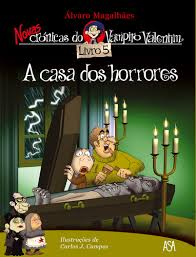 Álvaro Magalhães
Novas
crónicas do Vampiro Valentim
Livro 5
A casa dos horrores
Ilustrações de
Carlos J. Campos
ASA